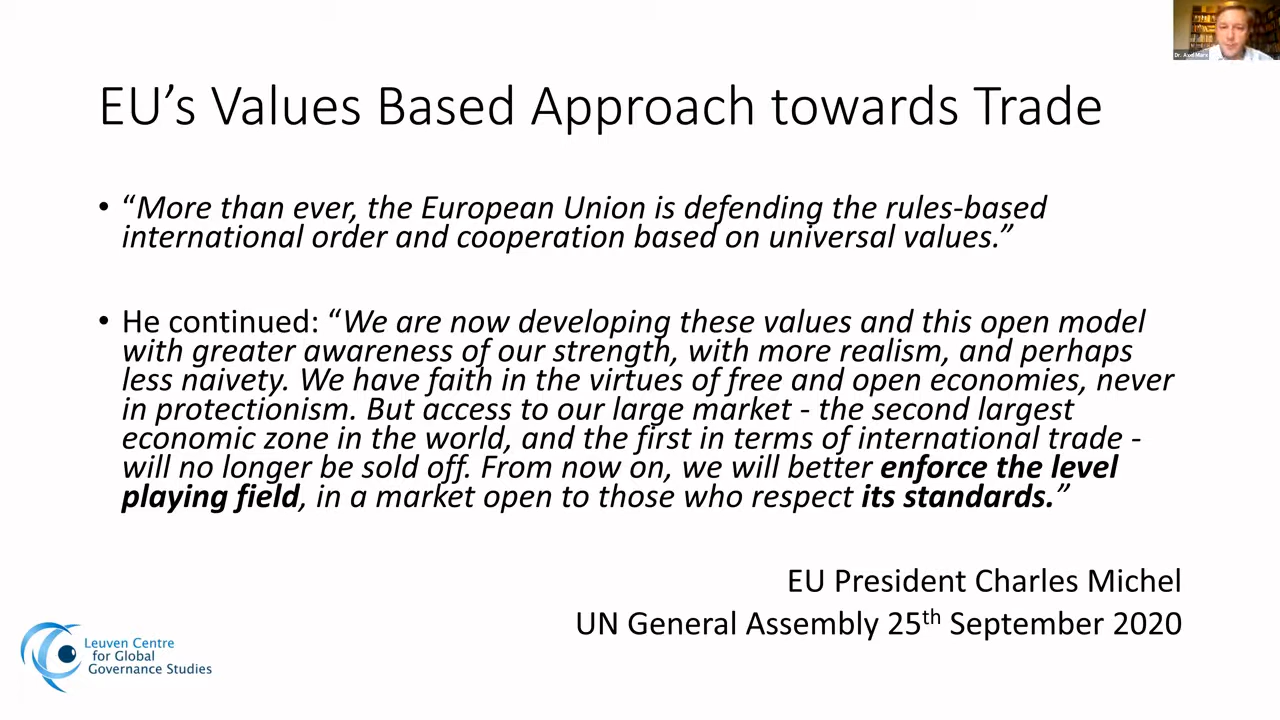 Dr. Axel Marx
EU’s Values Based Approach towards Trade
• “More than ever, the European Union is defending the rules-based
international order and cooperation based on universal values.”
• He continued: “We are now developing these values and this open model
with greater awareness of our strength, with more realism, and perhaps
less naivety. We have faith in the virtues of free and open economies, never
in protectionism. But access to our large market - the second largest
economic zone in the world, and the first in terms of international trade -
will no longer be sold off. From now on, we will better enforce the level
playing field, in a market open to those who respect its standards.”
EU President Charles Michel
UN General Assembly 25th September 2020
Leuven Centre
for Global
Governance Studies